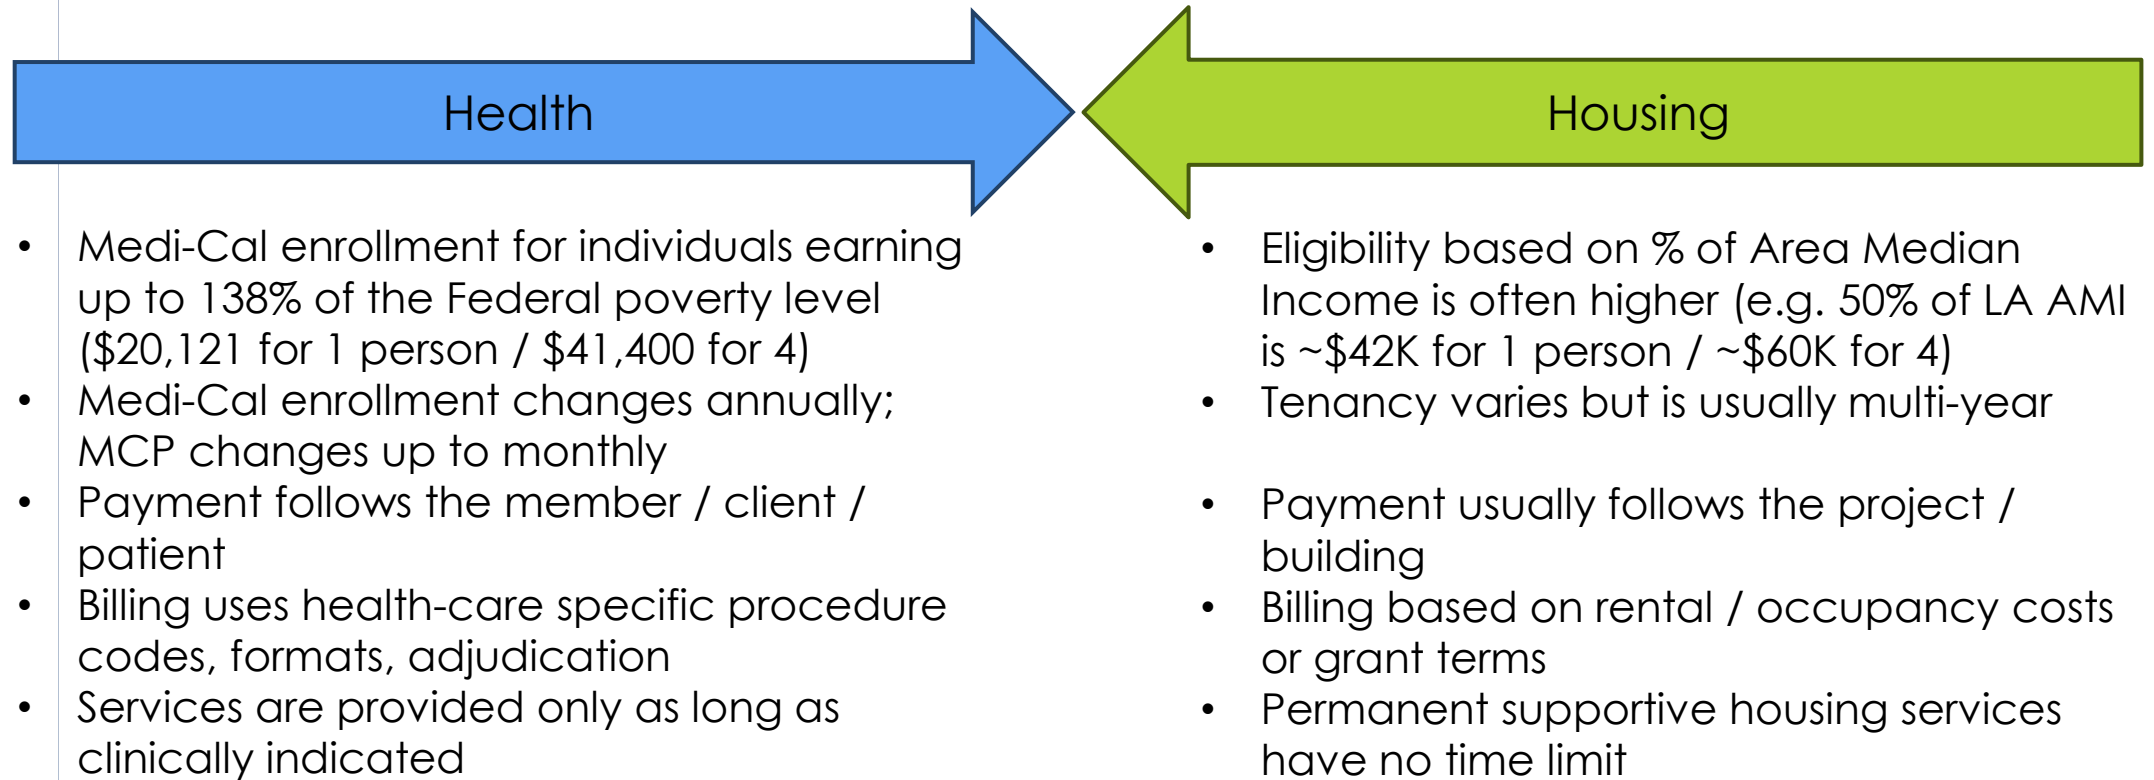 Health
Housing
• Medi-Cal enrollment for individuals earning
up to 138% of the Federal poverty level
($20,121 for 1 person / $41,400 for 4)
• Medi-Cal enrollment changes annually;
MCP changes up to monthly
• Payment follows the member / client /
patient
• Billing uses health-care specific procedure
codes, formats, adjudication
• Services are provided only as long as
clinically indicated
• Eligibility based on % of Area Median
Income is often higher (e.g. 50% of LA AMI
is ~$42K for 1 person / ~$60K for 4)
• Tenancy varies but is usually multi-year
• Payment usually follows the project /
building
• Billing based on rental / occupancy costs
or grant terms
• Permanent supportive housing services
have no time limit